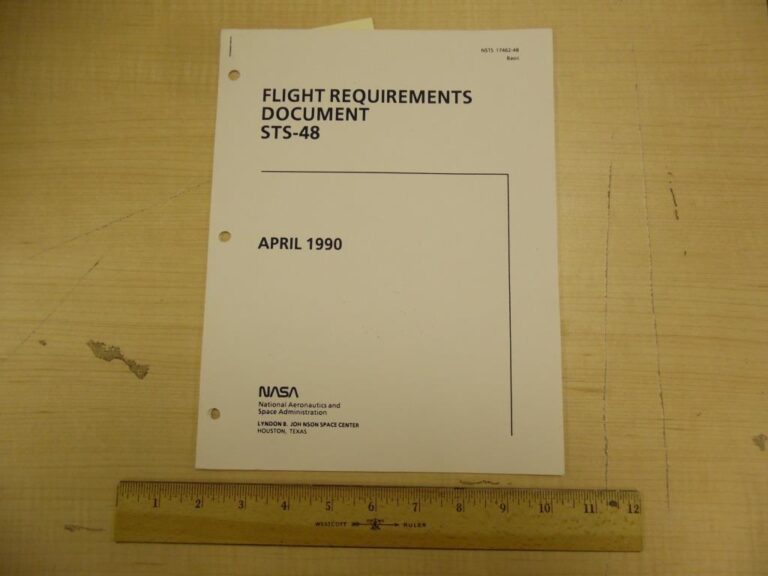 NSTS 17462-48
Basic
FLIGHT REQUIREMENTS
DOCUMENT
STS-48
APRIL 1990
NASA
National Aeronautics and
Space Administration
LYNDON B. JOHNSON SPACE CENTER
HOUSTON, TEXAS
1 2 3 4 5 6 7 8 9 10 11 12
WESTCOTT RULER